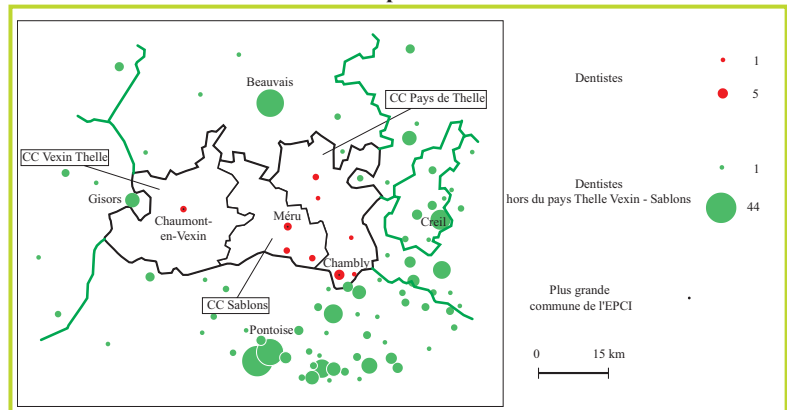 Beauvais
CC Pays de Thelle
CC Vexin Thelle
Gisors
Chaumont-
en-Vexin
Méru
Creil
Chambly
CC Sablons
Pontoise
Dentistes
1
5
Dentistes
hors du pays Thelle Vexin - Sablons
1
44
Plus grande
commune de l'EPCI
0
15 km